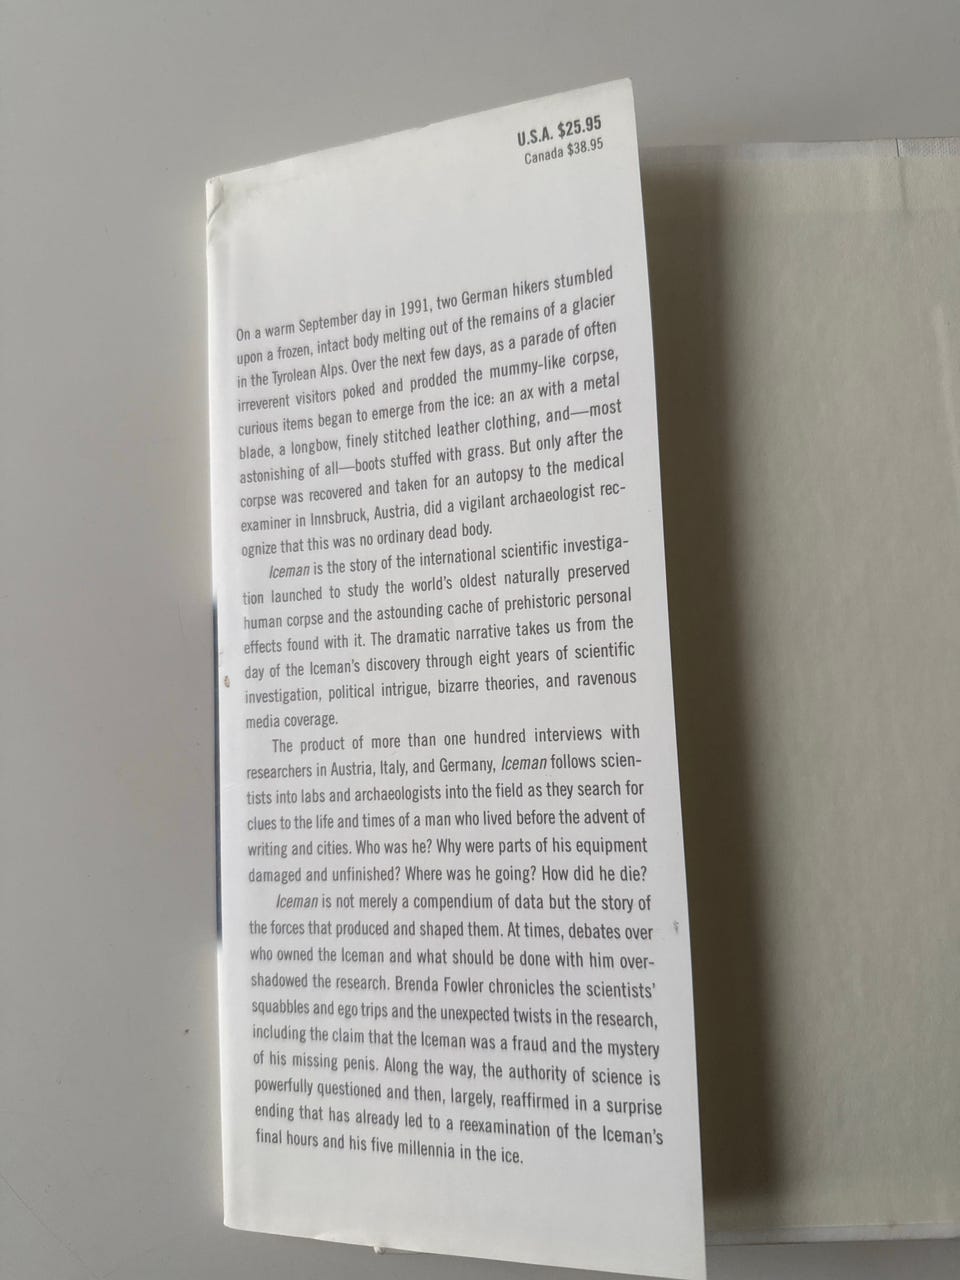 U.S.A. $25.95
Canada $38.95
On a warm September day in 1991, two German hikers stumbled
upon a frozen, intact body melting out of the remains of a glacier
in the Tyrolean Alps. Over the next few days, as a parade of often
irreverent visitors poked and prodded the mummy-like corpse,
curious items began to emerge from the ice: an ax with a metal
blade, a longbow, finely stitched leather clothing, and—most
astonishing of all—boots stuffed with grass. But only after the
corpse was recovered and taken for an autopsy to the medical
examiner in Innsbruck, Austria, did a vigilant archaeologist rec-
ognize that this was no ordinary dead body.
Iceman is the story of the international scientific investiga-
tion launched to study the world's oldest naturally preserved
human corpse and the astounding cache of prehistoric personal
effects found with it. The dramatic narrative takes us from the
day of the Iceman's discovery through eight years of scientific
investigation, political intrigue, bizarre theories, and ravenous
media coverage.
The product of more than one hundred interviews with
researchers in Austria, Italy, and Germany, Iceman follows scien-
tists into labs and archaeologists into the field as they search for
clues to the life and times of a man who lived before the advent of
writing and cities. Who was he? Why were parts of his equipment
damaged and unfinished? Where was he going? How did he die?
Iceman is not merely a compendium of data but the story of
the forces that produced and shaped them. At times, debates over
who owned the Iceman and what should be done with him over-
shadowed the research. Brenda Fowler chronicles the scientists'
squabbles and ego trips and the unexpected twists in the research,
including the claim that the Iceman was a fraud and the mystery
of his missing penis. Along the way, the authority of science is
powerfully questioned and then, largely, reaffirmed in a surprise
ending that has already led to a reexamination of the Iceman's
final hours and his five millennia in the ice.